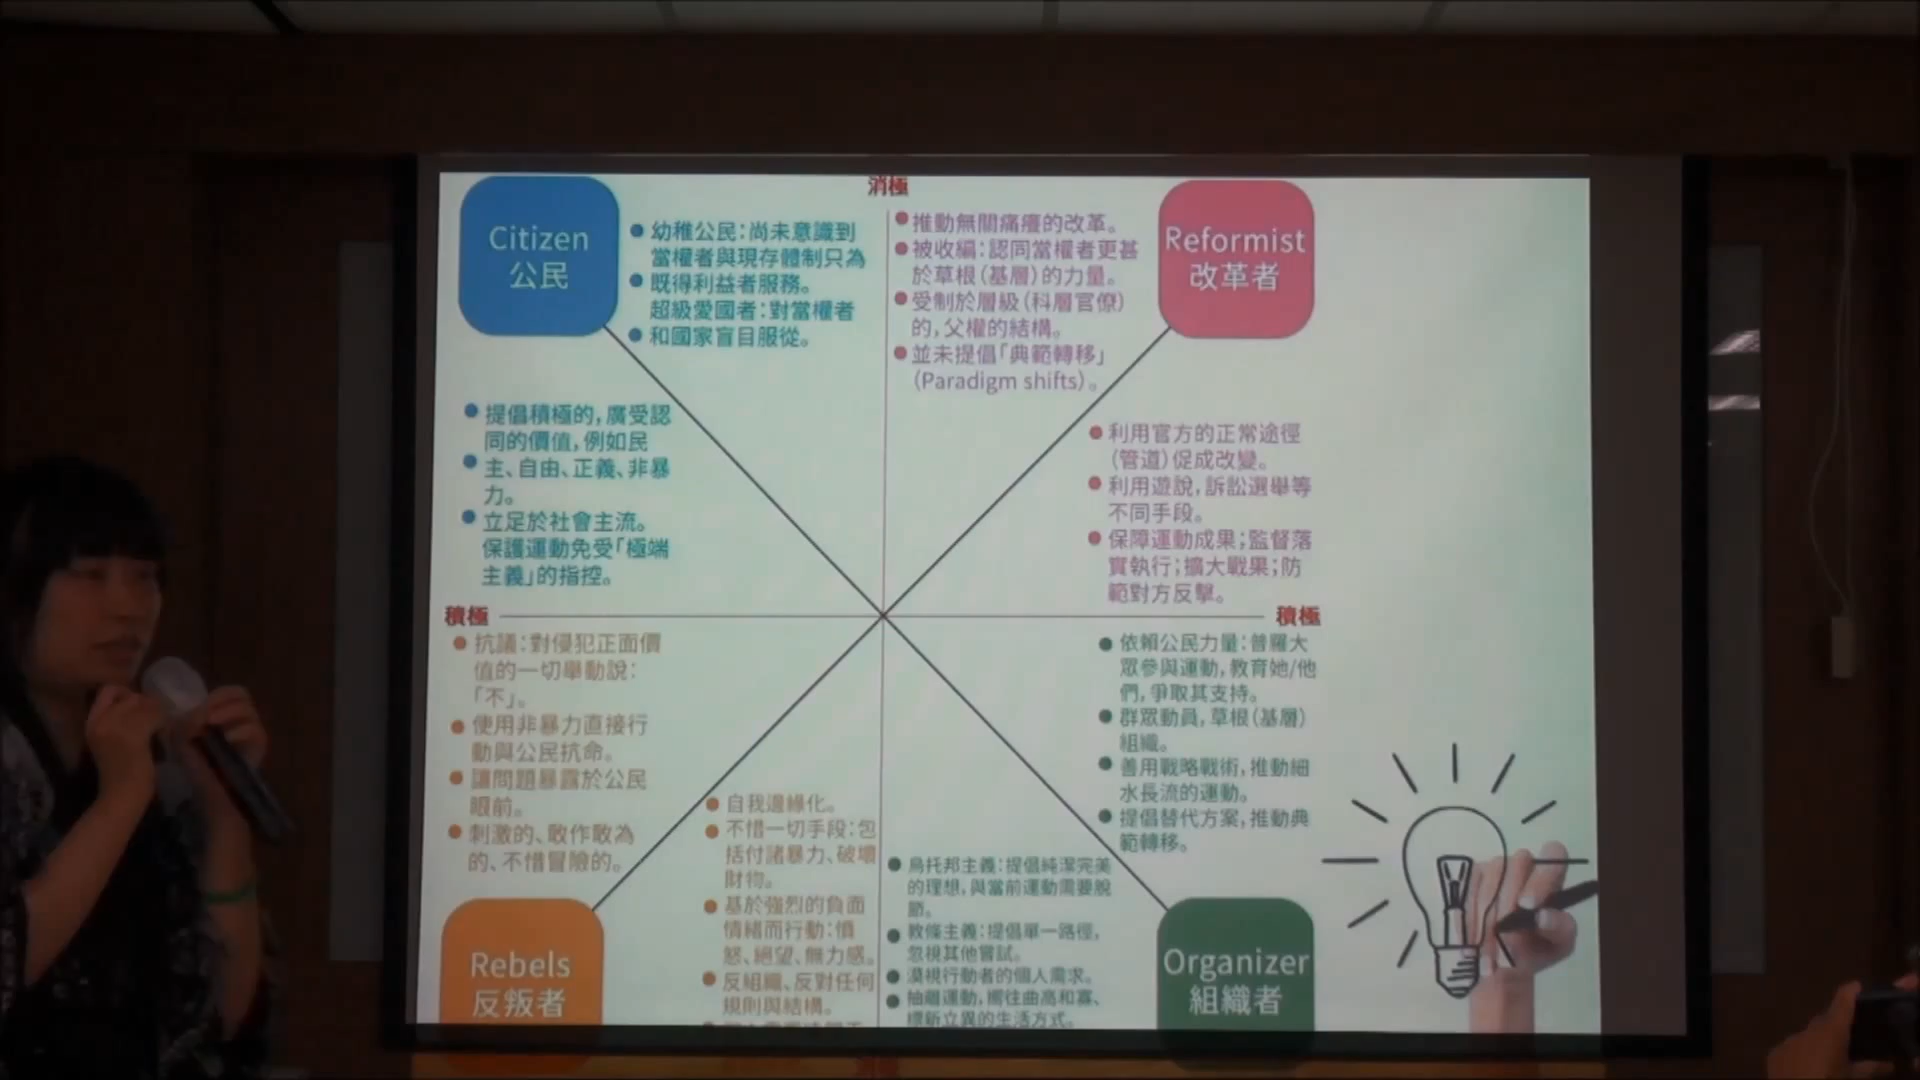 消極
Citizen
公民
幼稚公民：尚未意識到
當權者與現存體制只為
既得利益者服務。
超級愛國者：對當權者
和國家盲目服從。
推動無關痛癢的改革。
被收編：認同當權者更甚
於草根（基層）的力量。
受制於層級（科層官僚）
的，父權的結構。
並未提倡「典範轉移」
（Paradigm shifts）。
Reformist
改革者
提倡積極的，廣受認
同的價值，例如民
主、自由、正義、非暴
力。
立足於社會主流。
保護運動免受「極端
主義」的指控。
利用官方的正常途徑
（管道）促成改變。
利用遊說，訴訟選舉等
不同手段。
保障運動成果；監督落
實執行；擴大戰果；防
範對方反擊。
積極
積極
抗議：對侵犯正面價
值的一切舉動說：
「不」。
使用非暴力直接行
動與公民抗命。
讓問題暴露於公民
眼前。
刺激的、敢作敢為
的、不惜冒險的。
自我邊緣化。
不惜一切手段：包
括付諸暴力、破壞
財物。
基於強烈的負面
情緒而行動：憤
怒、絕望、無力感。
反組織、反對任何
規則與結構。
Rebels
反叛者
依賴公民力量：普羅大
眾參與運動，教育她/他
們，爭取其支持。
群眾動員，草根（基層）
組織。
善用戰略戰術，推動細
水長流的運動。
提倡替代方案，推動典
範轉移。
烏托邦主義：提倡純潔完美
的理想，與當前運動需要脫
節。
教條主義：提倡單一路徑，
忽視其他嘗試。
漠視行動者的個人需求。
抽離運動，嚮往曲高和寡、
標新立異的生活方式。
Organizer
組織者